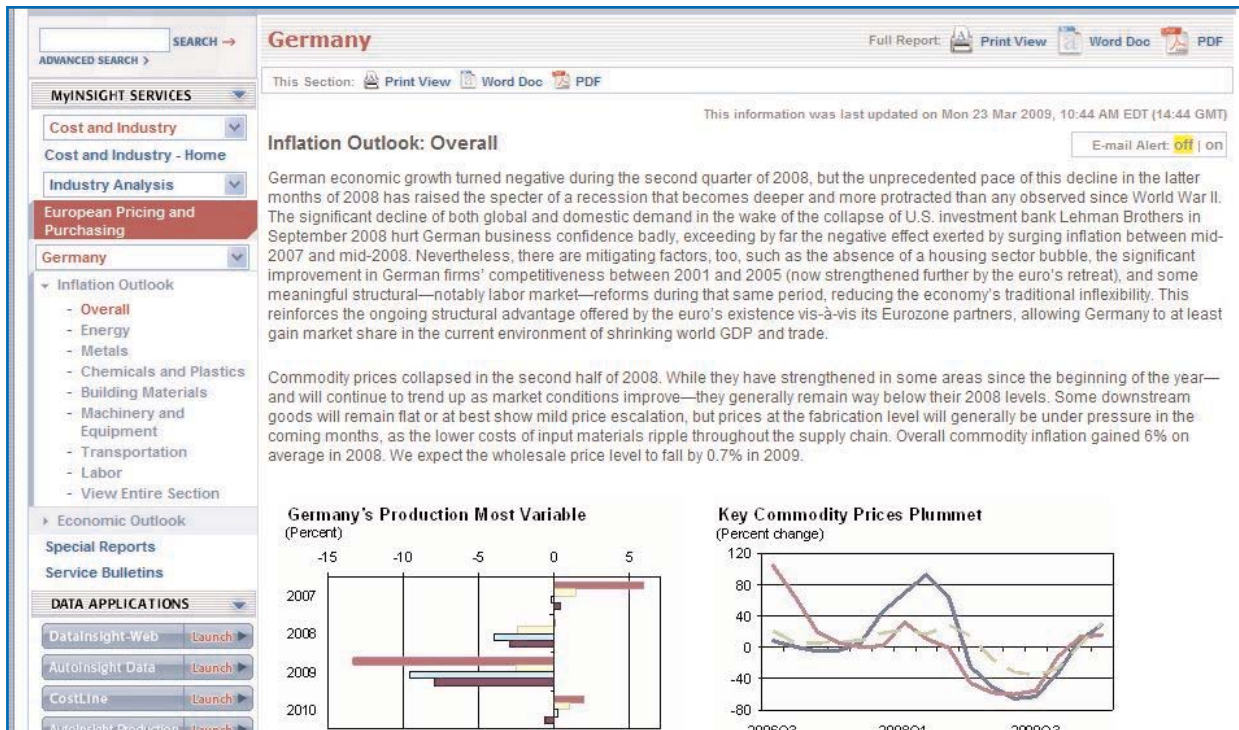 SEARCH →
ADVANCED SEARCH >
MyINSIGHT SERVICES
Cost and Industry
Cost and Industry - Home
Industry Analysis
European Pricing and
Purchasing
Germany
Inflation Outlook
- Overall
- Energy
- Metals
- Chemicals and Plastics
- Building Materials
- Machinery and
Equipment
- Transportation
- Labor
- View Entire Section
Economic Outlook
Special Reports
Service Bulletins
DATA APPLICATIONS
DataInsight-Web Launch
AutoInsight Data Launch
CostLine Launch
AutoInsight Production Launch
Germany
Full Report: Print View Word Doc PDF
This Section: Print View Word Doc PDF
This information was last updated on Mon 23 Mar 2009, 10:44 AM EDT (14:44 GMT)
Inflation Outlook: Overall
E-mail Alert: off | on
German economic growth turned negative during the second quarter of 2008, but the unprecedented pace of this decline in the latter
months of 2008 has raised the specter of a recession that becomes deeper and more protracted than any observed since World War II.
The significant decline of both global and domestic demand in the wake of the collapse of U.S. investment bank Lehman Brothers in
September 2008 hurt German business confidence badly, exceeding by far the negative effect exerted by surging inflation between mid-
2007 and mid-2008. Nevertheless, there are mitigating factors, too, such as the absence of a housing sector bubble, the significant
improvement in German firms' competitiveness between 2001 and 2005 (now strengthened further by the euro's retreat), and some
meaningful structural—notably labor market—reforms during that same period, reducing the economy's traditional inflexibility. This
reinforces the ongoing structural advantage offered by the euro's existence vis-à-vis its Eurozone partners, allowing Germany to at least
gain market share in the current environment of shrinking world GDP and trade.
Commodity prices collapsed in the second half of 2008. While they have strengthened in some areas since the beginning of the year—
and will continue to trend up as market conditions improve—they generally remain way below their 2008 levels. Some downstream
goods will remain flat or at best show mild price escalation, but prices at the fabrication level will generally be under pressure in the
coming months, as the lower costs of input materials ripple throughout the supply chain. Overall commodity inflation gained 6% on
average in 2008. We expect the wholesale price level to fall by 0.7% in 2009.
Germany's Production Most Variable
(Percent)
-15 -10 -5 0 5
2007
2008
2009
2010
Key Commodity Prices Plummet
(Percent change)
120
80
40
0
-40
-80